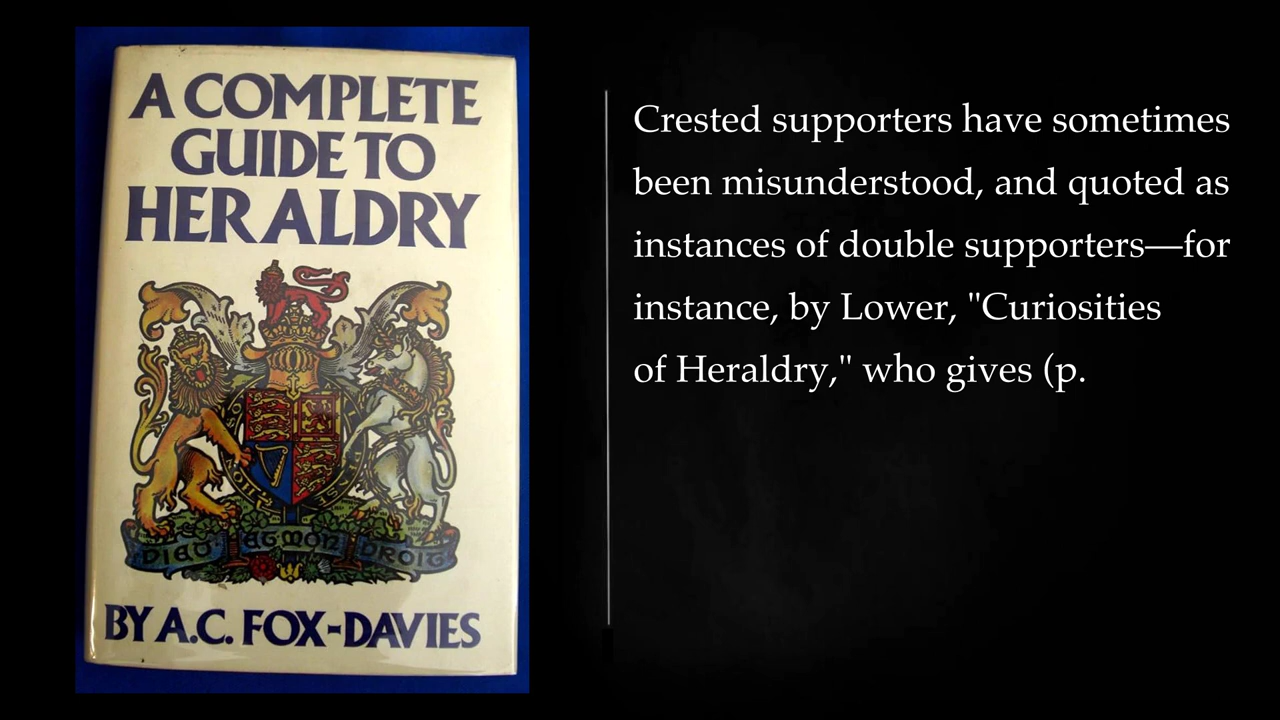 A COMPLETE
GUIDE TO
HERALDRY
DIEU ET MON DROIT
BY A.C. FOX-DAVIES
Crested supporters have sometimes
been misunderstood, and quoted as
instances of double supporters—for
instance, by Lower, "Curiosities
of Heraldry," who gives (p.